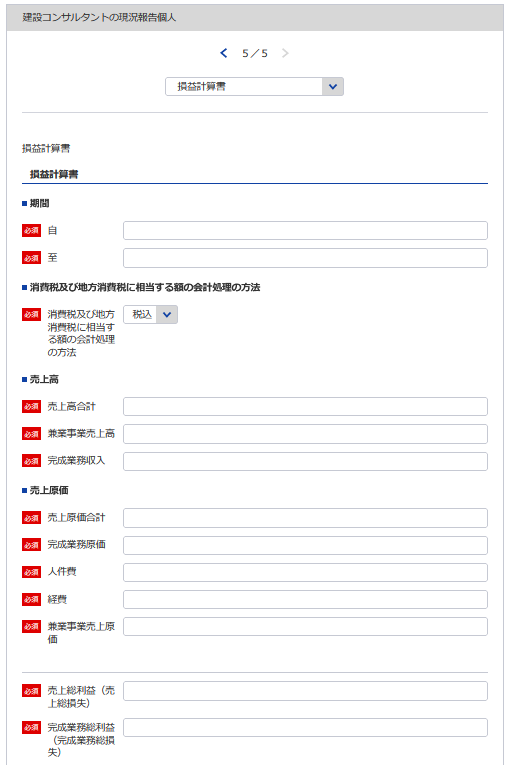 建設コンサルタントの現況報告個人
5／5
損益計算書
損益計算書
損益計算書
期間
必須 自
必須 至
消費税及び地方消費税に相当する額の会計処理の方法
必須 消費税及び地方 税込
消費税に相当す
る額の会計処理
の方法
売上高
必須 売上高合計
必須 兼業事業売上高
必須 完成業務収入
売上原価
必須 売上原価合計
必須 完成業務原価
必須 人件費
必須 経費
必須 兼業事業売上原
価
必須 売上総利益（売
上総損失）
必須 完成業務総利益
（完成業務総損
失）